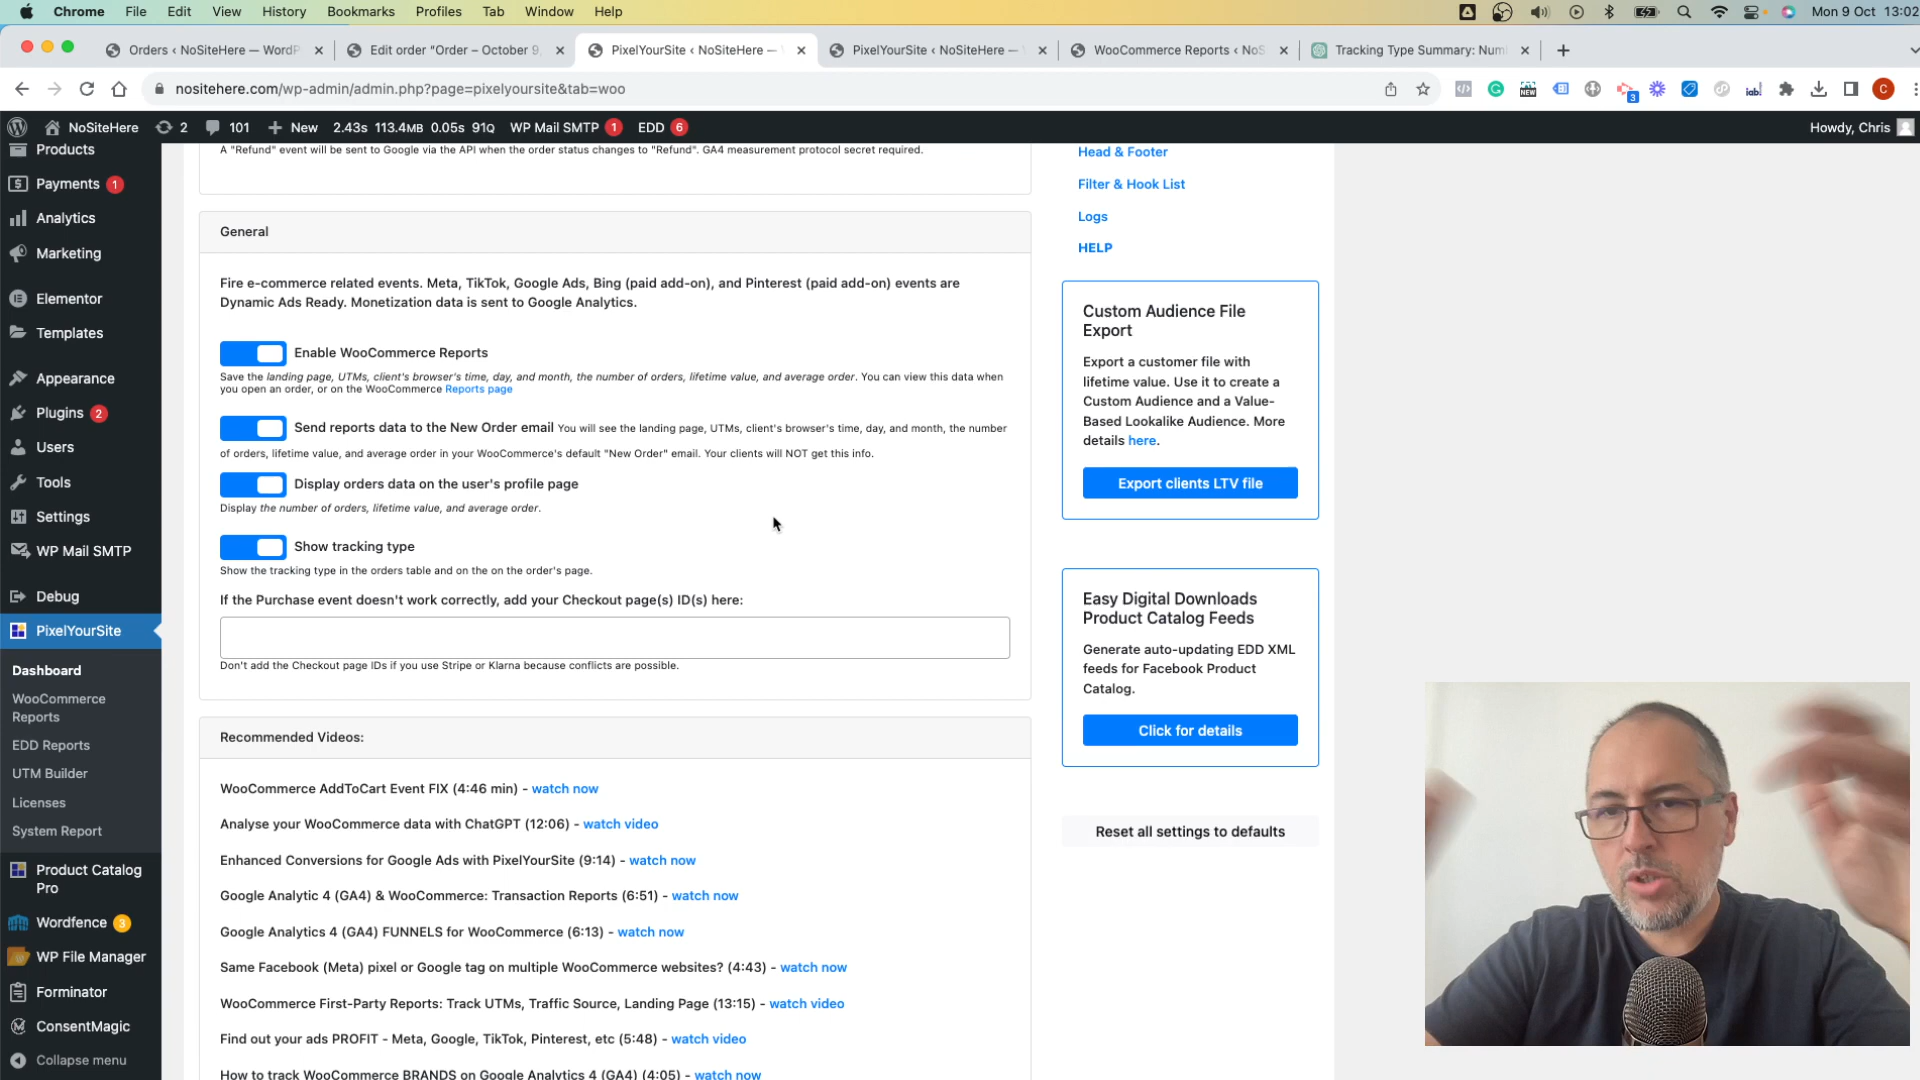 Chrome File Edit View History Bookmarks Profiles Tab Window Help
Mon 9 Oct 13:02
Orders ‹ NoSiteHere — WordP
Edit order "Order – October 9,
PixelYourSite ‹ NoSiteHere —
PixelYourSite ‹ NoSiteHere —
WooCommerce Reports ‹ NoS
Tracking Type Summary: Numb
nositehere.com/wp-admin/admin.php?page=pixelyoursite&tab=woo
NEW
3
iab!
C
NoSiteHere 2 101 New 2.43s 113.4MB 0.05s 91Q WP Mail SMTP 1 EDD 6
Howdy, Chris
Products
Payments 1
Analytics
Marketing
Elementor
Templates
Appearance
Plugins 2
Users
Tools
Settings
WP Mail SMTP
Debug
PixelYourSite
Dashboard
WooCommerce
Reports
EDD Reports
UTM Builder
Licenses
System Report
Product Catalog
Pro
Wordfence 3
WP File Manager
Forminator
ConsentMagic
Collapse menu
A "Refund" event will be sent to Google via the API when the order status changes to "Refund". GA4 measurement protocol secret required.
General
Fire e-commerce related events. Meta, TikTok, Google Ads, Bing (paid add-on), and Pinterest (paid add-on) events are
Dynamic Ads Ready. Monetization data is sent to Google Analytics.
Enable WooCommerce Reports
Save the landing page, UTMs, client's browser's time, day, and month, the number of orders, lifetime value, and average order. You can view this data when
you open an order, or on the WooCommerce Reports page
Send reports data to the New Order email You will see the landing page, UTMs, client's browser's time, day, and month, the number
of orders, lifetime value, and average order in your WooCommerce's default "New Order" email. Your clients will NOT get this info.
Display orders data on the user's profile page
Display the number of orders, lifetime value, and average order.
Show tracking type
Show the tracking type in the orders table and on the on the order's page.
If the Purchase event doesn't work correctly, add your Checkout page(s) ID(s) here:
Don't add the Checkout page IDs if you use Stripe or Klarna because conflicts are possible.
Recommended Videos:
WooCommerce AddToCart Event FIX (4:46 min) - watch now
Analyse your WooCommerce data with ChatGPT (12:06) - watch video
Enhanced Conversions for Google Ads with PixelYourSite (9:14) - watch now
Google Analytic 4 (GA4) & WooCommerce: Transaction Reports (6:51) - watch now
Google Analytics 4 (GA4) FUNNELS for WooCommerce (6:13) - watch now
Same Facebook (Meta) pixel or Google tag on multiple WooCommerce websites? (4:43) - watch now
WooCommerce First-Party Reports: Track UTMs, Traffic Source, Landing Page (13:15) - watch video
Find out your ads PROFIT - Meta, Google, TikTok, Pinterest, etc (5:48) - watch video
How to track WooCommerce BRANDS on Google Analytics 4 (GA4) (4:05) - watch now
Head & Footer
Filter & Hook List
Logs
HELP
Custom Audience File
Export
Export a customer file with
lifetime value. Use it to create a
Custom Audience and a Value-
Based Lookalike Audience. More
details here.
Export clients LTV file
Easy Digital Downloads
Product Catalog Feeds
Generate auto-updating EDD XML
feeds for Facebook Product
Catalog.
Click for details
Reset all settings to defaults